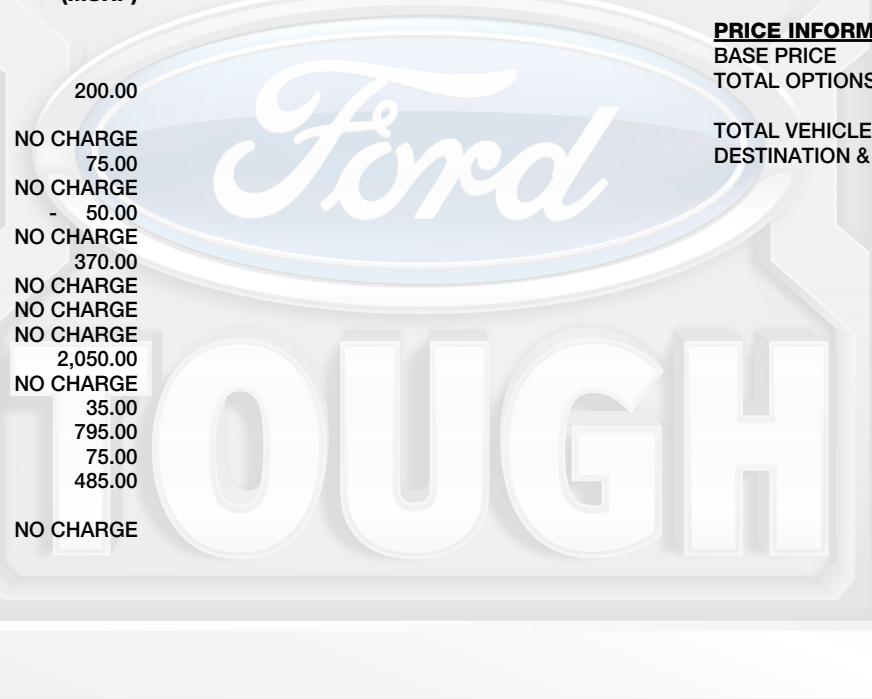 200.00
NO CHARGE
75.00
NO CHARGE
- 50.00
NO CHARGE
370.00
NO CHARGE
NO CHARGE
NO CHARGE
2,050.00
NO CHARGE
35.00
795.00
75.00
485.00
NO CHARGE
PRICE INFORM
BASE PRICE
TOTAL OPTIONS
TOTAL VEHICLE
DESTINATION &
Ford
TOUGH